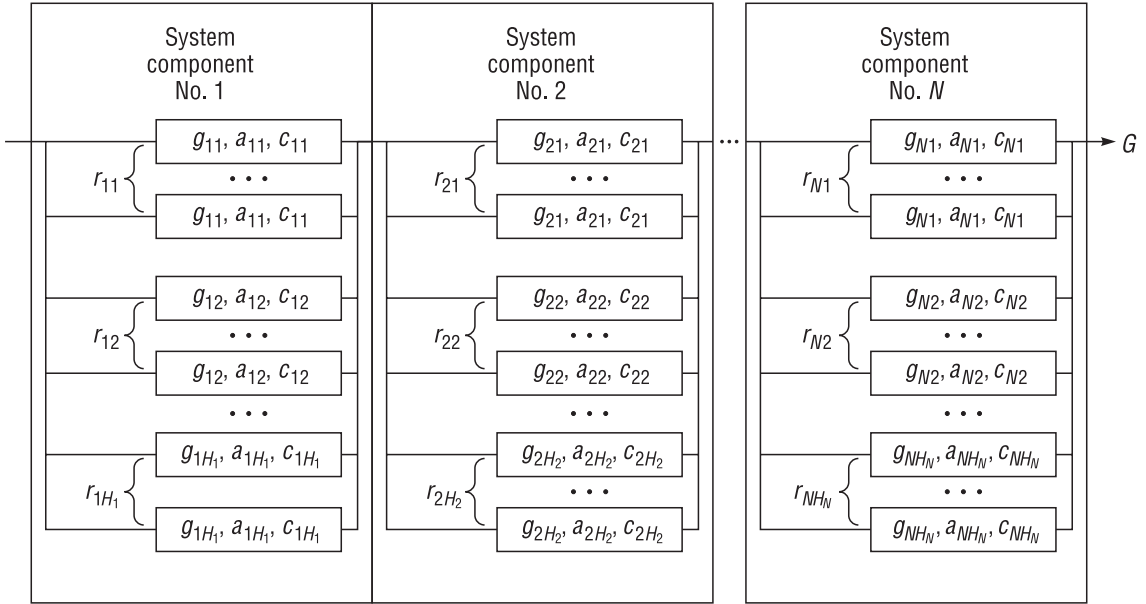 System component No. 1
g11, a11, c11
• • •
g11, a11, c11
r11
g12, a12, c12
• • •
g12, a12, c12
r12
• • •
g1H1, a1H1, c1H1
• • •
g1H1, a1H1, c1H1
r1H1
System component No. 2
g21, a21, c21
• • •
g21, a21, c21
r21
g22, a22, c22
• • •
g22, a22, c22
r22
• • •
g2H2, a2H2, c2H2
• • •
g2H2, a2H2, c2H2
r2H2
...
System component No. N
gN1, aN1, cN1
• • •
gN1, aN1, cN1
rN1
gN2, aN2, cN2
• • •
gN2, aN2, cN2
rN2
• • •
gNHN, aNHN, cNHN
• • •
gNHN, aNHN, cNHN
rNHN
G